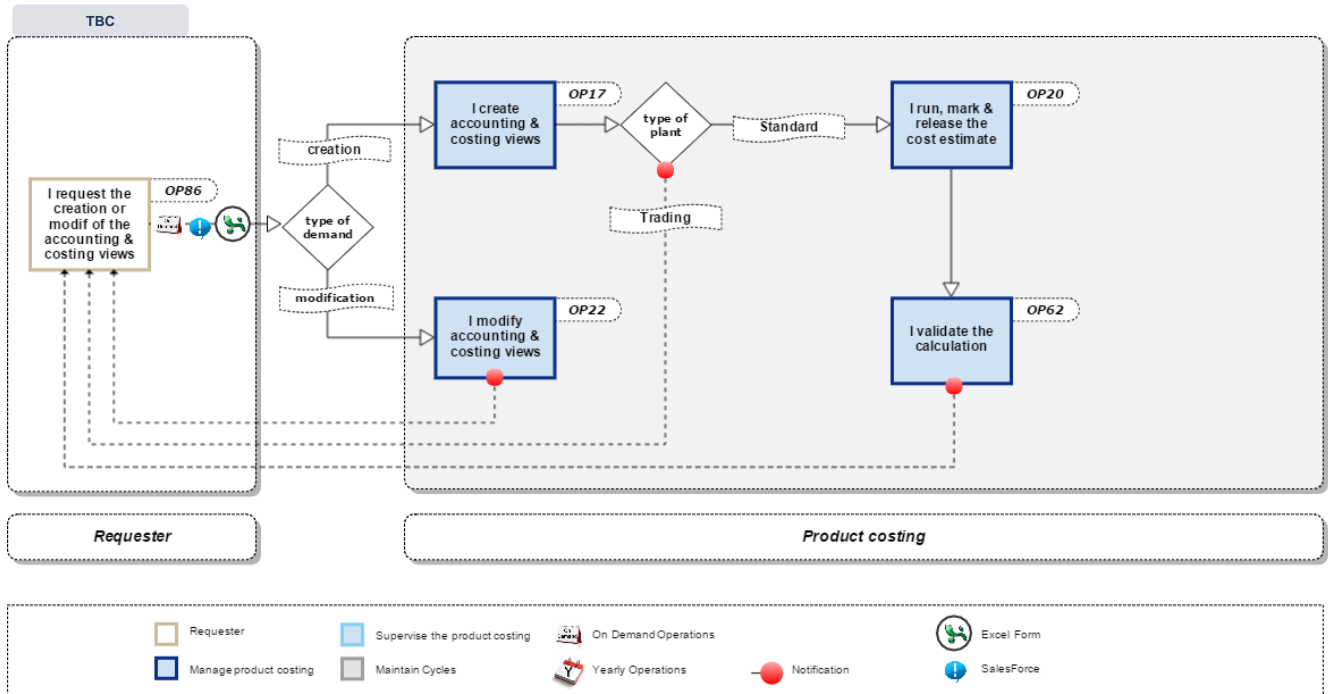 TBC
OP17
I create
accounting &
costing views
type of
plant
Standard
OP20
I run, mark &
release the
cost estimate
creation
OP86
I request the
creation or
modif of the
accounting &
costing views
type of
demand
Trading
modification
OP22
I modify
accounting &
costing views
OP62
I validate the
calculation
Requester
Product costing
Requester
Supervise the product costing
On Demand Operations
Excel Form
Manage product costing
Maintain Cycles
Y
Yearly Operations
Notification
SalesForce